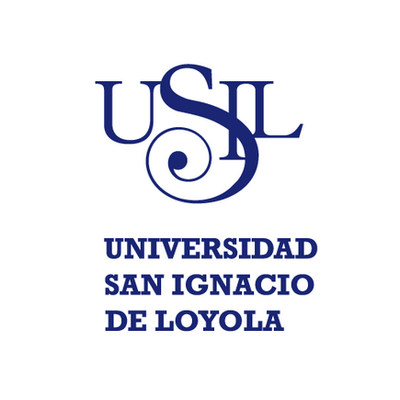 USIL
UNIVERSIDAD
SAN IGNACIO
DE LOYOLA